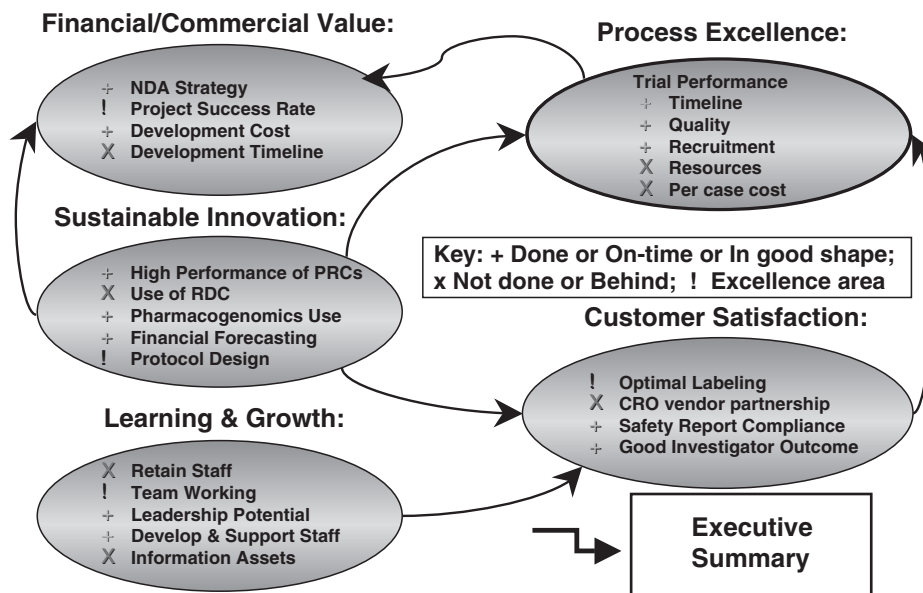 Financial/Commercial Value:
+ NDA Strategy
! Project Success Rate
+ Development Cost
X Development Timeline
Process Excellence:
Trial Performance
+ Timeline
+ Quality
+ Recruitment
X Resources
X Per case cost
Sustainable Innovation:
+ High Performance of PRCs
X Use of RDC
+ Pharmacogenomics Use
+ Financial Forecasting
! Protocol Design
Key: + Done or On-time or In good shape;
x Not done or Behind; ! Excellence area
Customer Satisfaction:
! Optimal Labeling
X CRO vendor partnership
+ Safety Report Compliance
+ Good Investigator Outcome
Learning & Growth:
X Retain Staff
! Team Working
+ Leadership Potential
+ Develop & Support Staff
X Information Assets
Executive
Summary